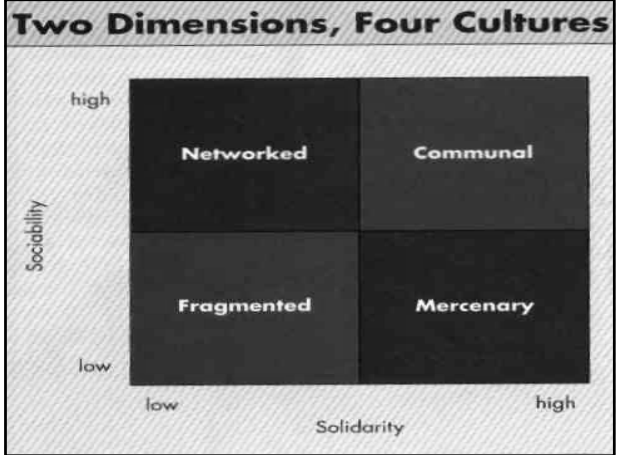 Two Dimensions, Four Cultures
high
Networked
Communal
Sociability
Fragmented
Mercenary
low
low
high
Solidarity